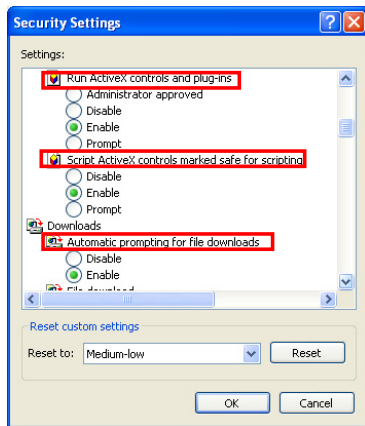 Security Settings
Settings:
Run ActiveX controls and plug-ins
Administrator approved
Disable
Enable
Prompt
Script ActiveX controls marked safe for scripting
Disable
Enable
Prompt
Downloads
Automatic prompting for file downloads
Disable
Enable
File download
Reset custom settings
Reset to: Medium-low Reset
OK Cancel